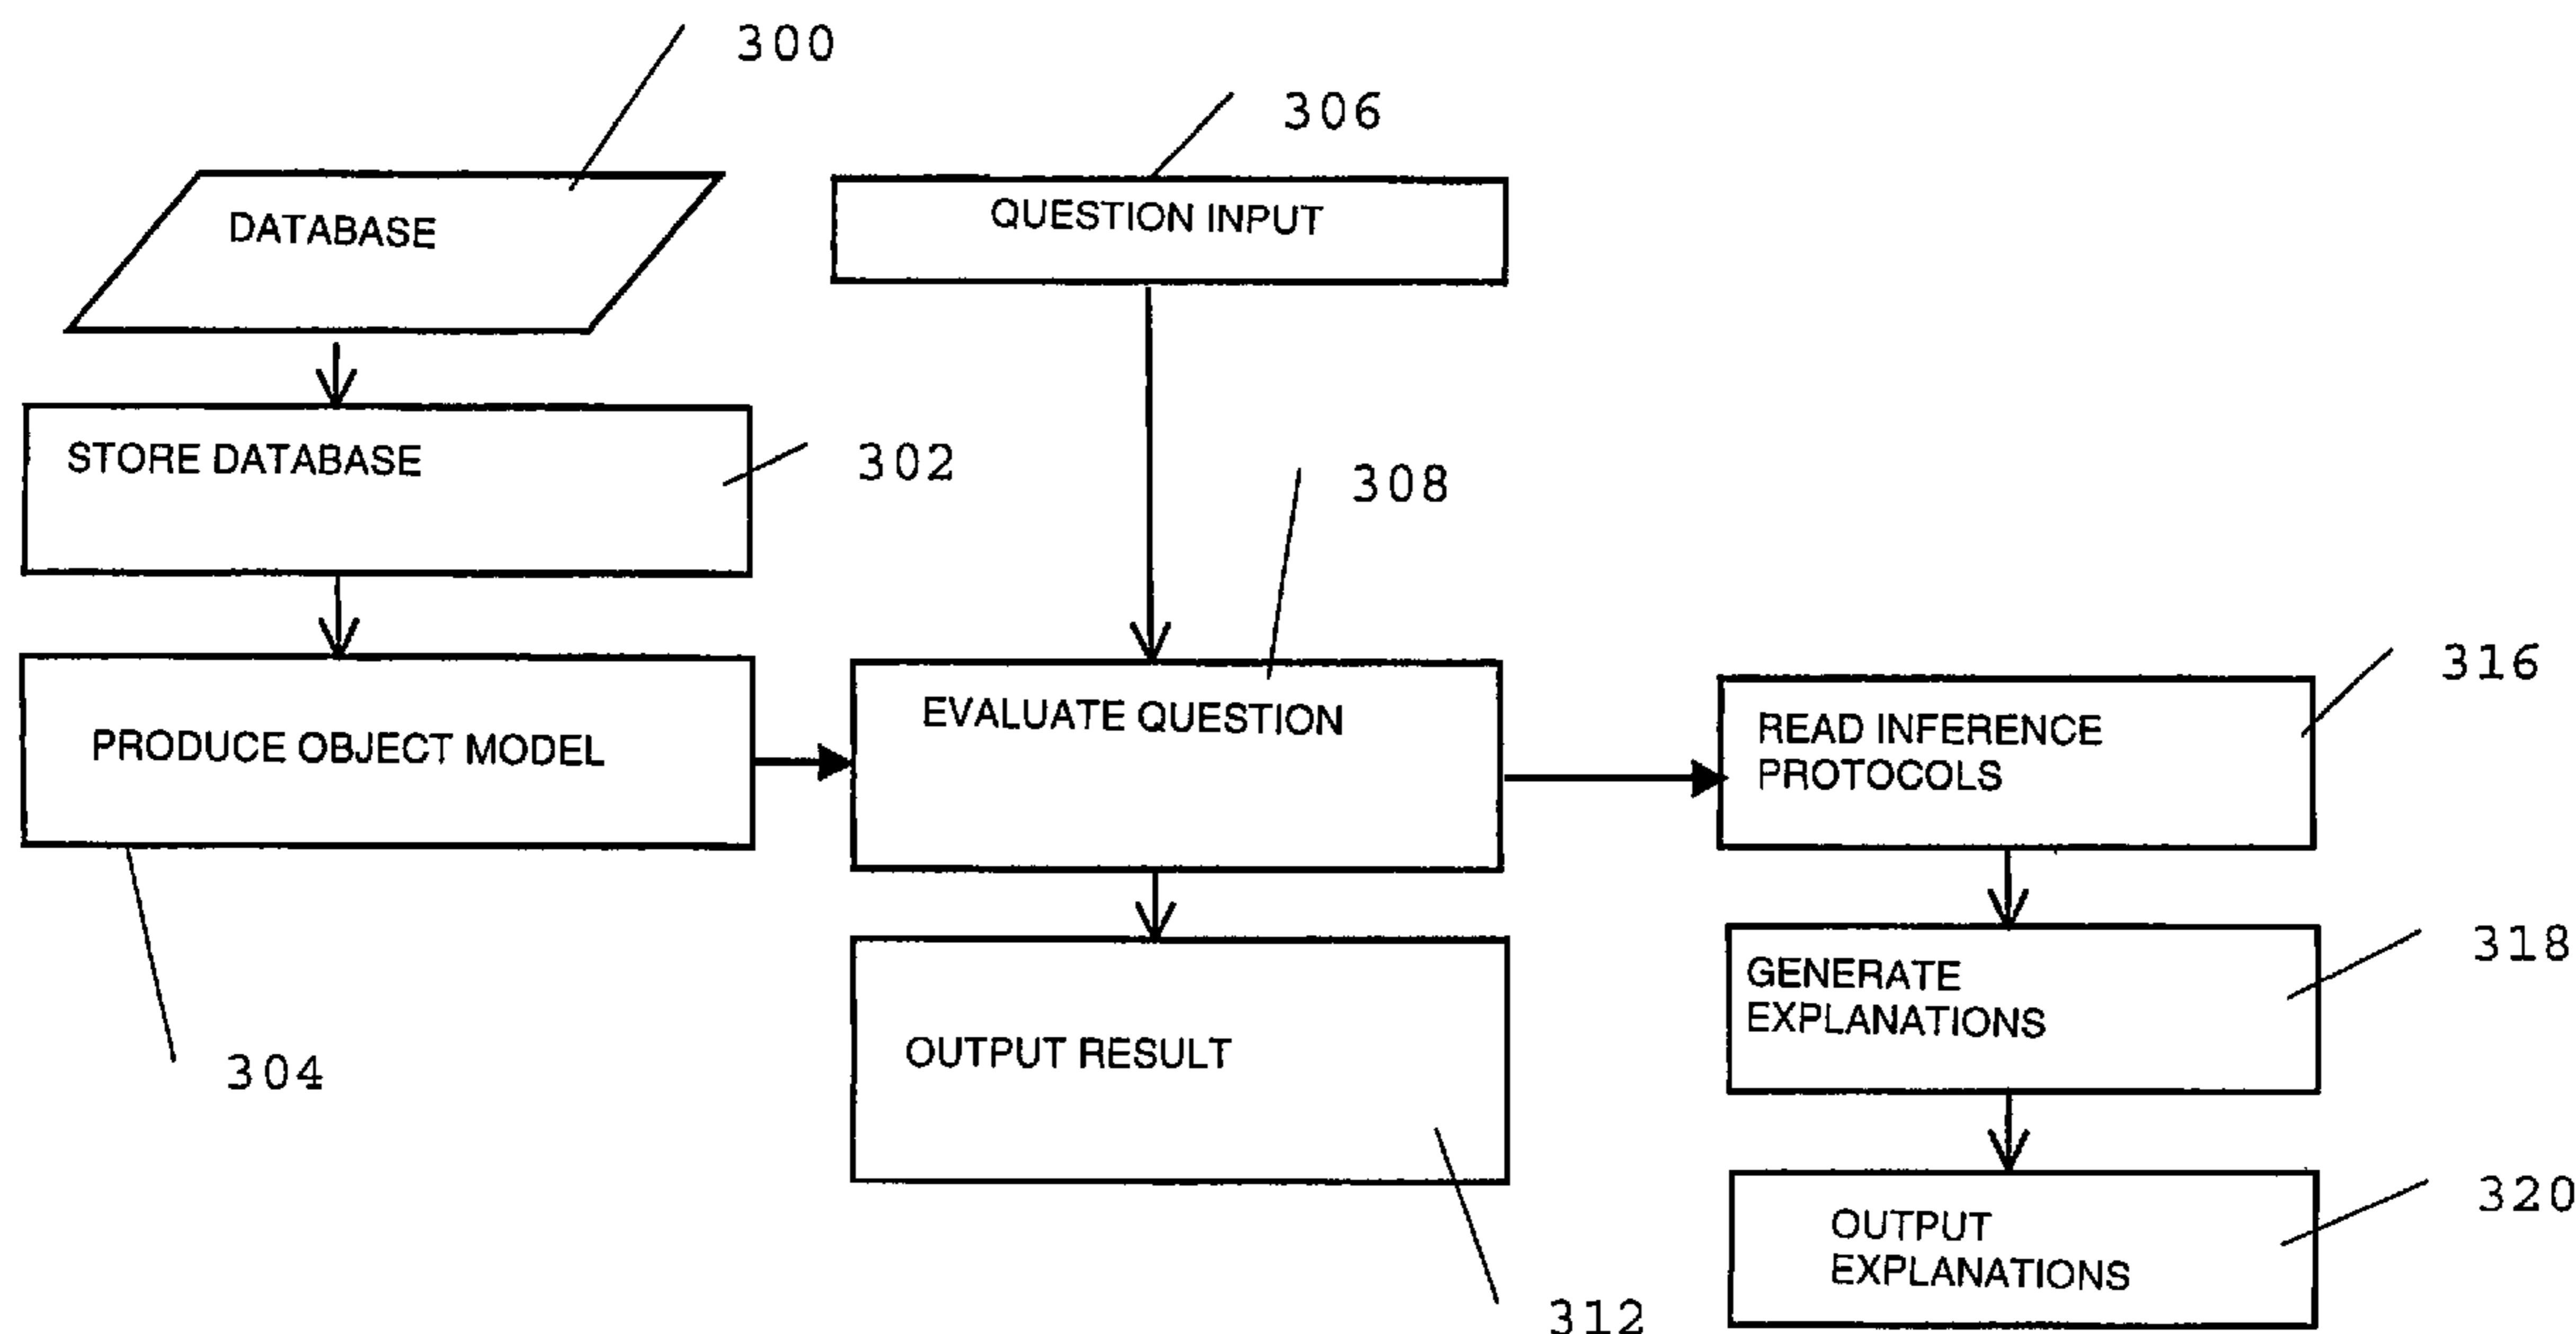 300
306
DATABASE
QUESTION INPUT
STORE DATABASE
302
308
PRODUCE OBJECT MODEL
EVALUATE QUESTION
316
READ INFERENCE
PROTOCOLS
304
OUTPUT RESULT
318
GENERATE
EXPLANATIONS
312
320
OUTPUT
EXPLANATIONS